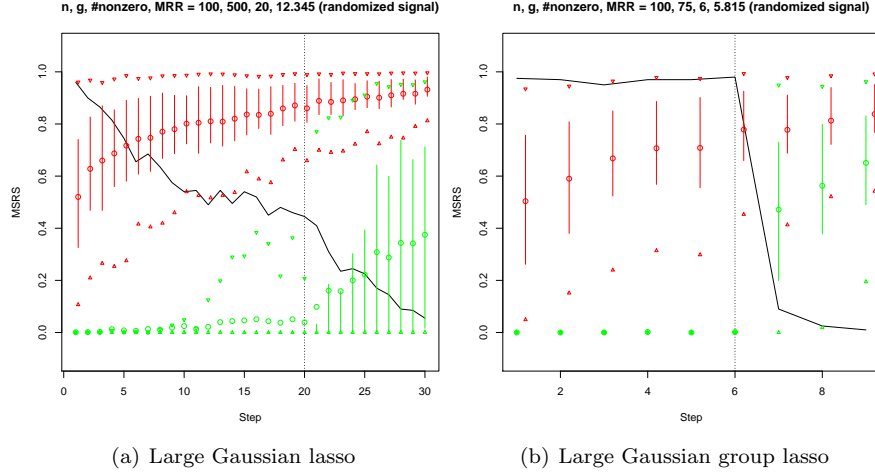 n, g, #nonzero, MRR = 100, 500, 20, 12.345 (randomized signal)
MSRS
1.0
0.8
0.6
0.4
0.2
0.0
0 5 10 15 20 25 30
Step
(a) Large Gaussian lasso
n, g, #nonzero, MRR = 100, 75, 6, 5.815 (randomized signal)
MSRS
1.0
0.8
0.6
0.4
0.2
0.0
2 4 6 8
Step
(b) Large Gaussian group lasso